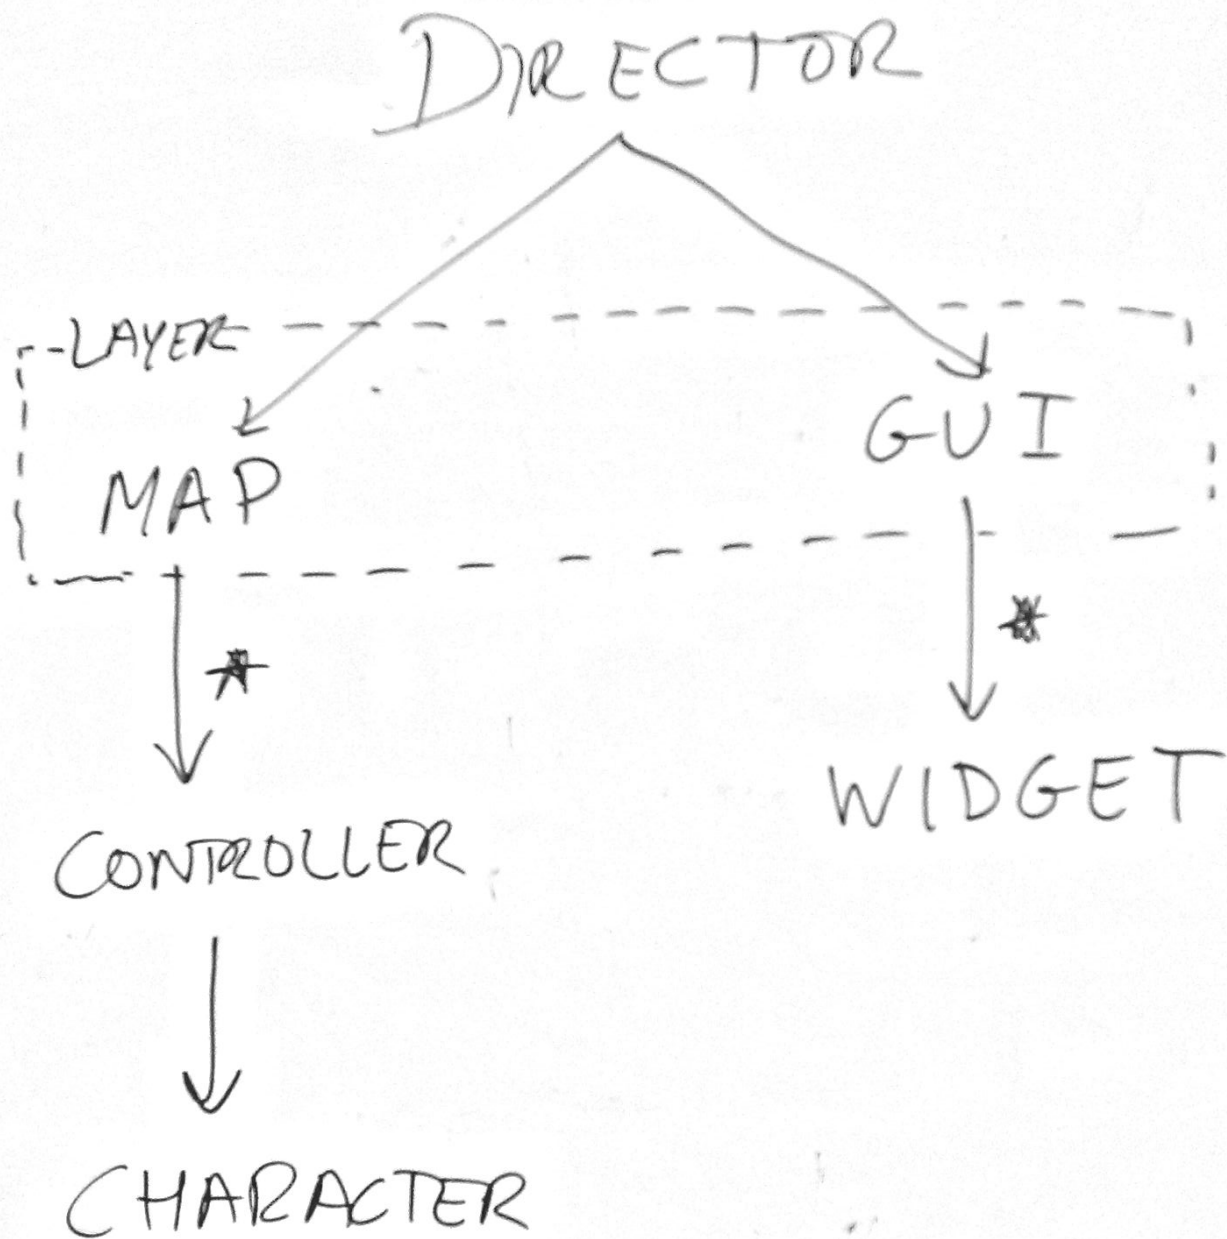 DIRECTOR
LAYER
GUI
MAP
*
*
WIDGET
CONTROLLER
CHARACTER